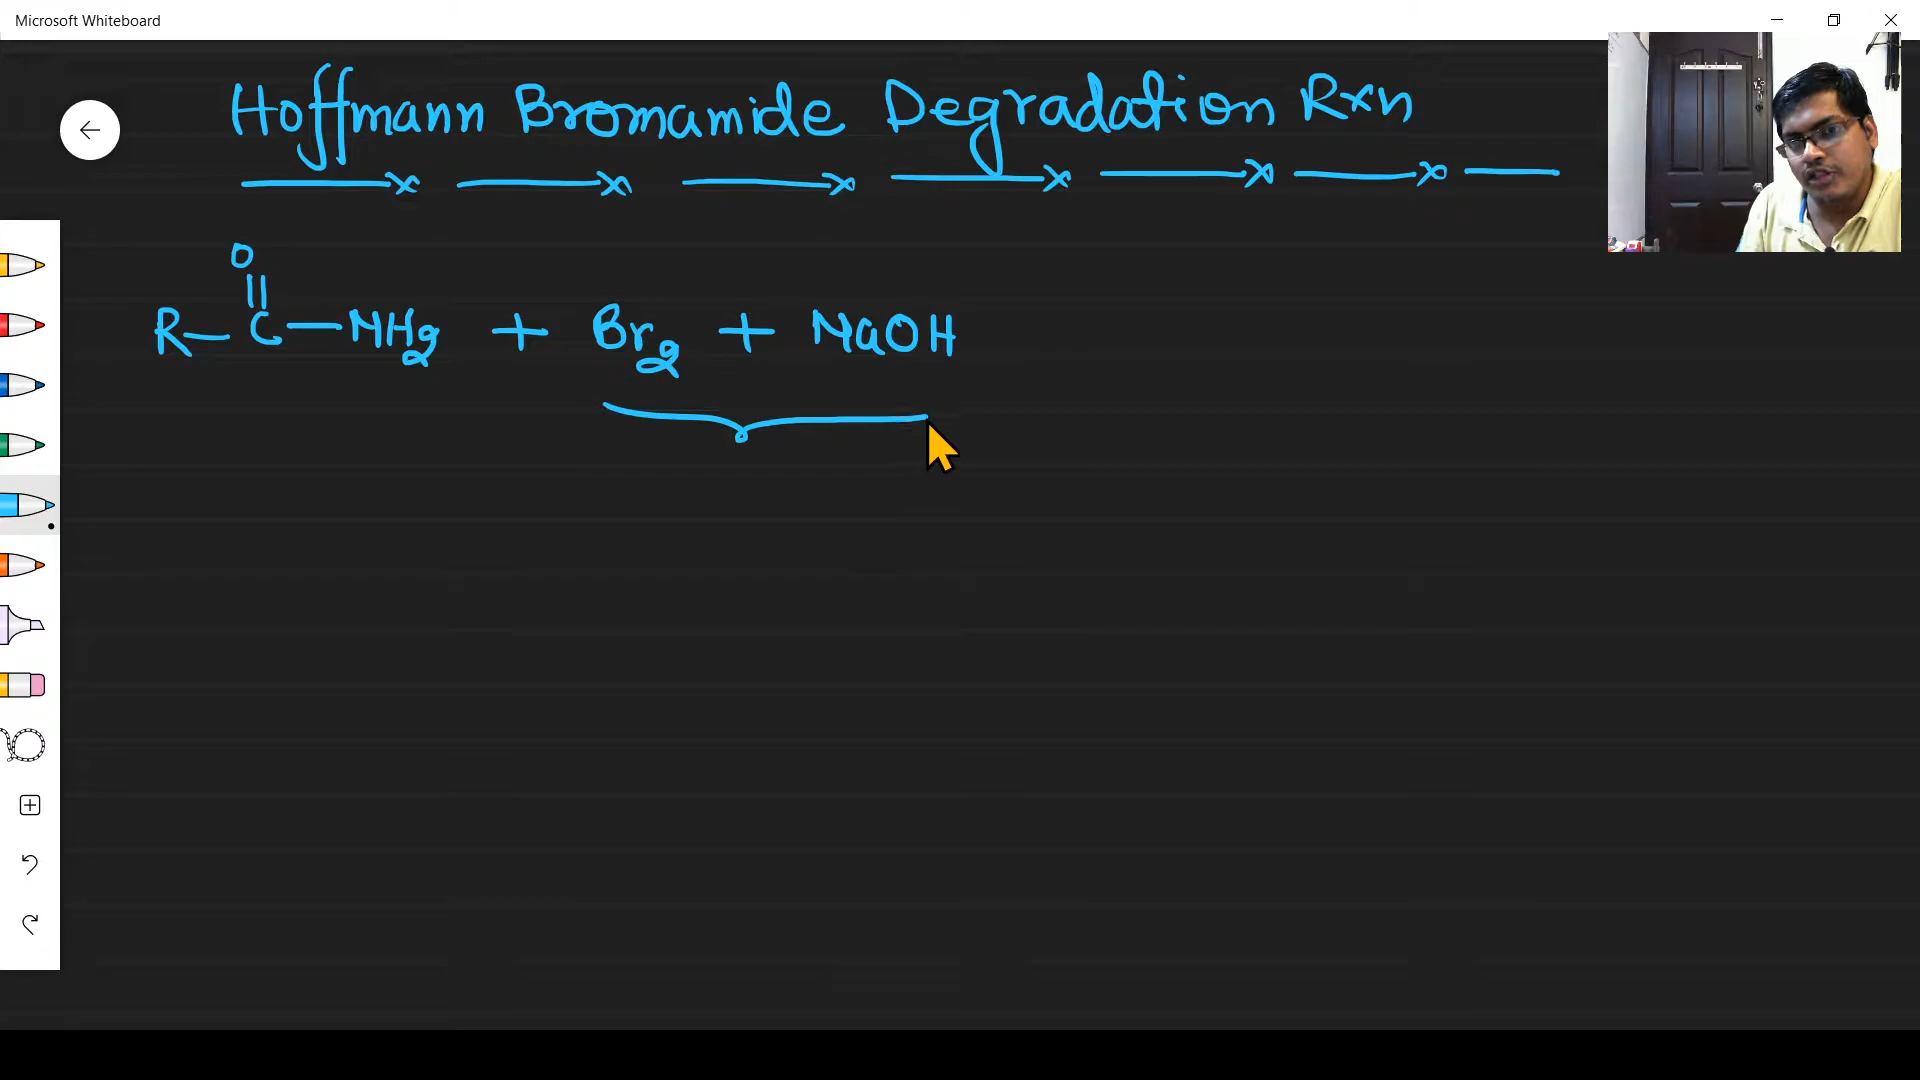 Microsoft Whiteboard
Hoffmann Bromamide Degradation Rxn
O
R-C-NH2 + Br2 + NaOH